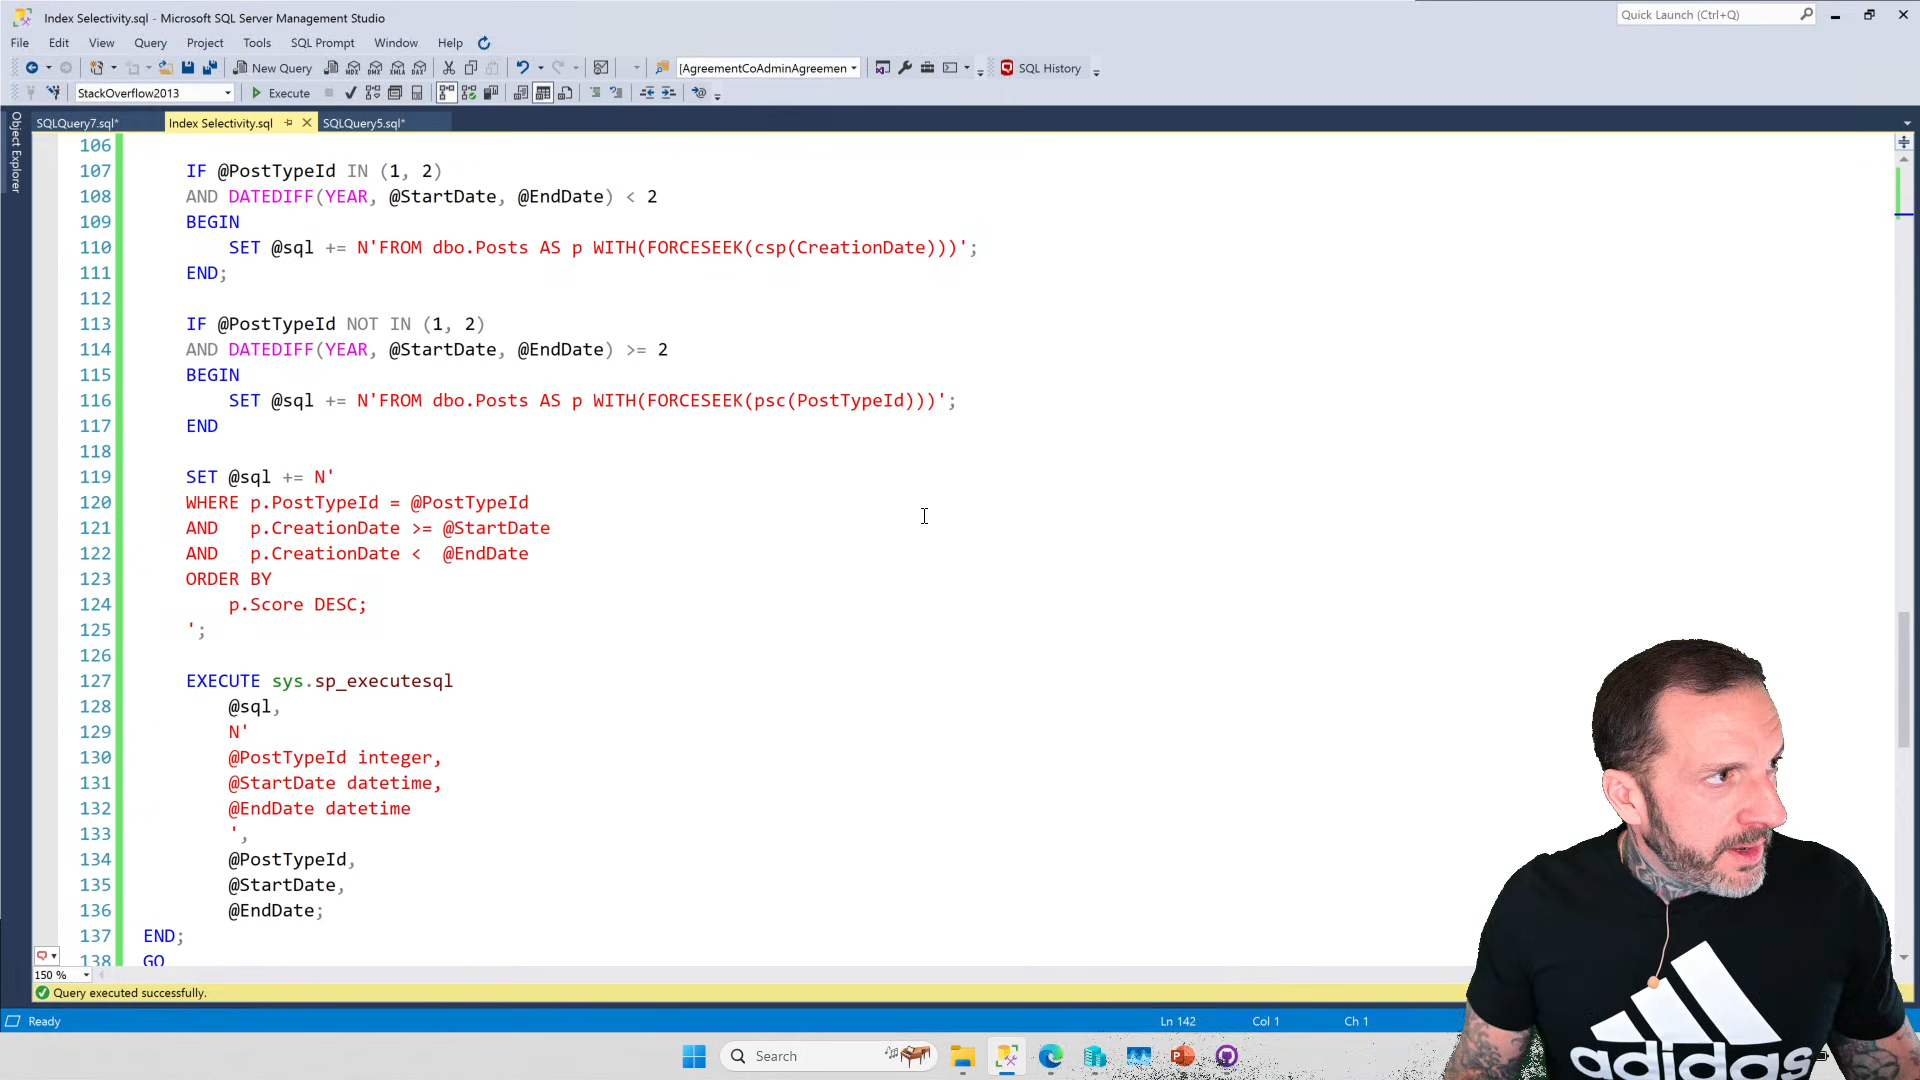 Index Selectivity.sql - Microsoft SQL Server Management Studio
Quick Launch (Ctrl+Q)
File Edit View Query Project Tools SQL Prompt Window Help
New Query
MDX DMX XMLA DAX
[AgreementCoAdminAgreemen
SQL History
StackOverflow2013
Execute
SQLQuery7.sql*
Index Selectivity.sql
SQLQuery5.sql*
Object Explorer
106
107 IF @PostTypeId IN (1, 2)
108 AND DATEDIFF(YEAR, @StartDate, @EndDate) < 2
109 BEGIN
110 SET @sql += N'FROM dbo.Posts AS p WITH(FORCESEEK(csp(CreationDate)))';
111 END;
112
113 IF @PostTypeId NOT IN (1, 2)
114 AND DATEDIFF(YEAR, @StartDate, @EndDate) >= 2
115 BEGIN
116 SET @sql += N'FROM dbo.Posts AS p WITH(FORCESEEK(psc(PostTypeId)))';
117 END
118
119 SET @sql += N'
120 WHERE p.PostTypeId = @PostTypeId
121 AND p.CreationDate >= @StartDate
122 AND p.CreationDate < @EndDate
123 ORDER BY
124 p.Score DESC;
125 ';
126
127 EXECUTE sys.sp_executesql
128 @sql,
129 N'
130 @PostTypeId integer,
131 @StartDate datetime,
132 @EndDate datetime
133 ',
134 @PostTypeId,
135 @StartDate,
136 @EndDate;
137 END;
138 GO
150 %
Query executed successfully.
Ready
Ln 142 Col 1 Ch 1
Search
adidas